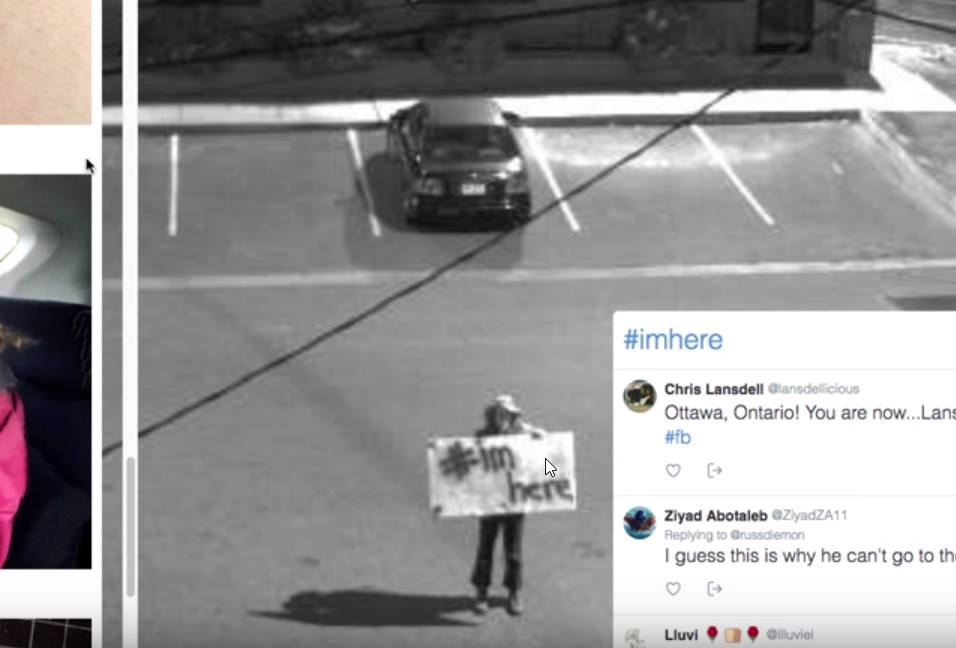 #im
here
#imhere
Chris Lansdell @lansdellicious
Ottawa, Ontario! You are now...Lans
#fb
Ziyad Abotaleb @ZiyadZA11
Replying to @russdiemon
I guess this is why he can't go to the
Lluvi 🌹🍞🌹 @illuviel